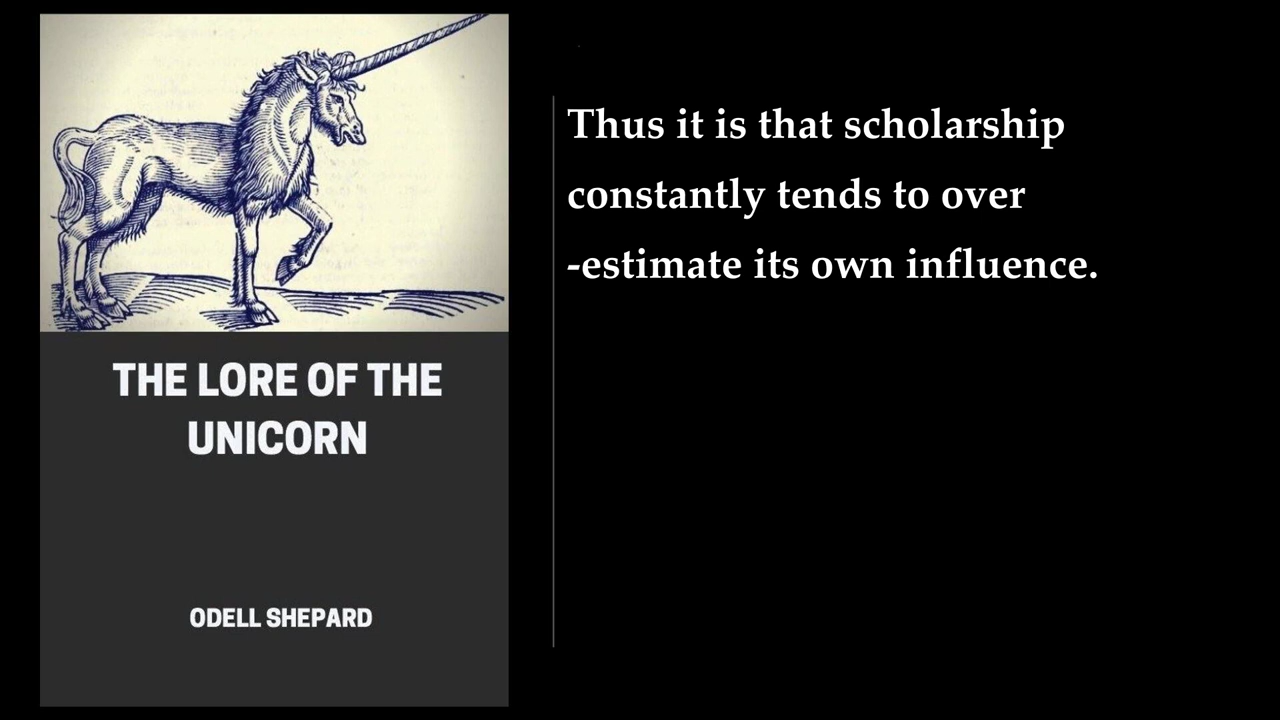 THE LORE OF THE
UNICORN
ODELL SHEPARD
Thus it is that scholarship
constantly tends to over
-estimate its own influence.